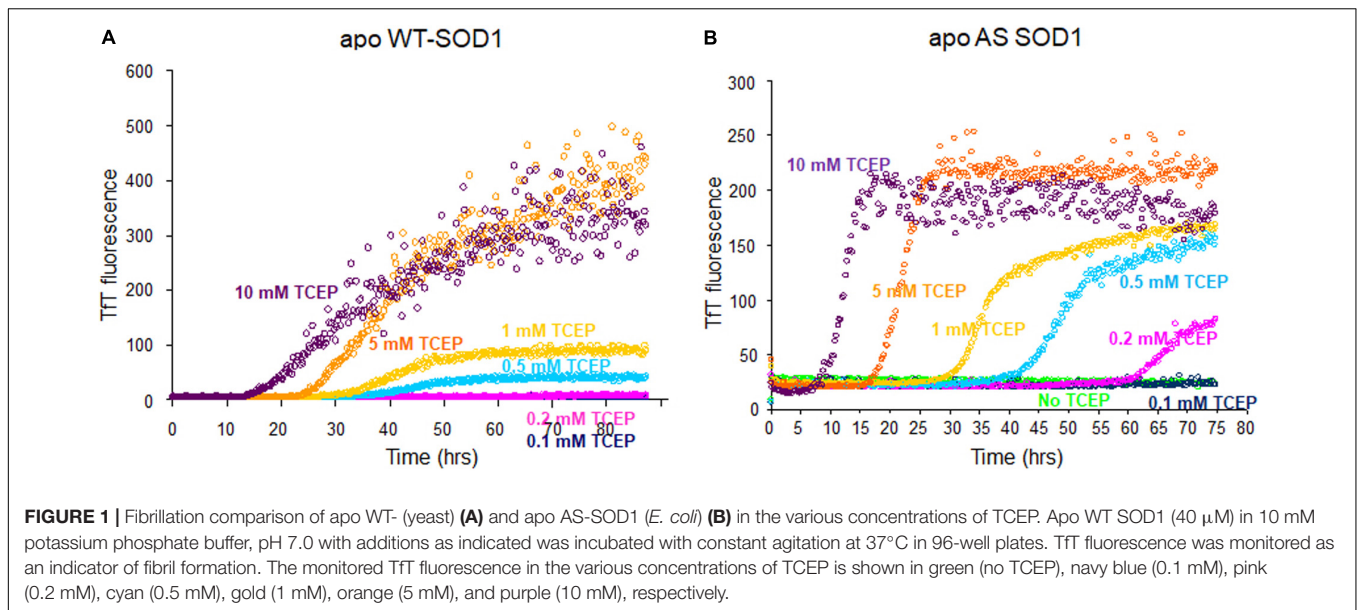 A
apo WT-SOD1
600
500
400
300
200
100
0
TfT fluorescence
10 mM TCEP
5 mM TCEP
1 mM TCEP
0.5 mM TCEP
0.2 mM TCEP
0.1 mM TCEP
0 10 20 30 40 50 60 70 80
Time (hrs)
B
apo AS SOD1
300
250
200
150
100
50
0
TfT fluorescence
10 mM TCEP
5 mM TCEP
1 mM TCEP
0.5 mM TCEP
0.2 mM TCEP
No TCEP
0.1 mM TCEP
0 5 15 25 35 45 55 65 75 80
Time (hrs)
FIGURE 1 | Fibrillation comparison of apo WT- (yeast) (A) and apo AS-SOD1 (E. coli) (B) in the various concentrations of TCEP. Apo WT SOD1 (40 μM) in 10 mM
potassium phosphate buffer, pH 7.0 with additions as indicated was incubated with constant agitation at 37°C in 96-well plates. TfT fluorescence was monitored as
an indicator of fibril formation. The monitored TfT fluorescence in the various concentrations of TCEP is shown in green (no TCEP), navy blue (0.1 mM), pink
(0.2 mM), cyan (0.5 mM), gold (1 mM), orange (5 mM), and purple (10 mM), respectively.